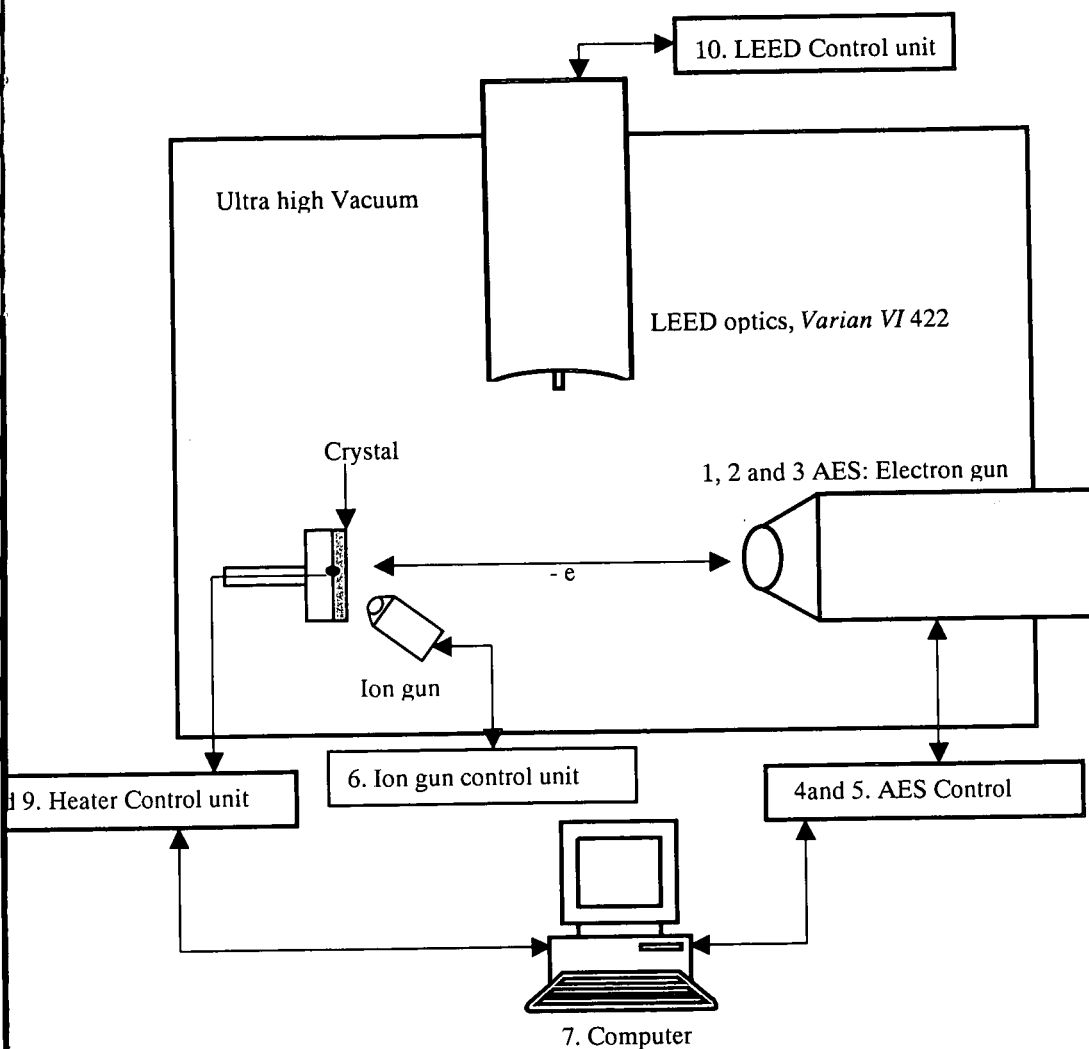 10. LEED Control unit
Ultra high Vacuum
LEED optics, Varian VI 422
Crystal
1, 2 and 3 AES: Electron gun
- e
Ion gun
6. Ion gun control unit
9. Heater Control unit
4and 5. AES Control
7. Computer